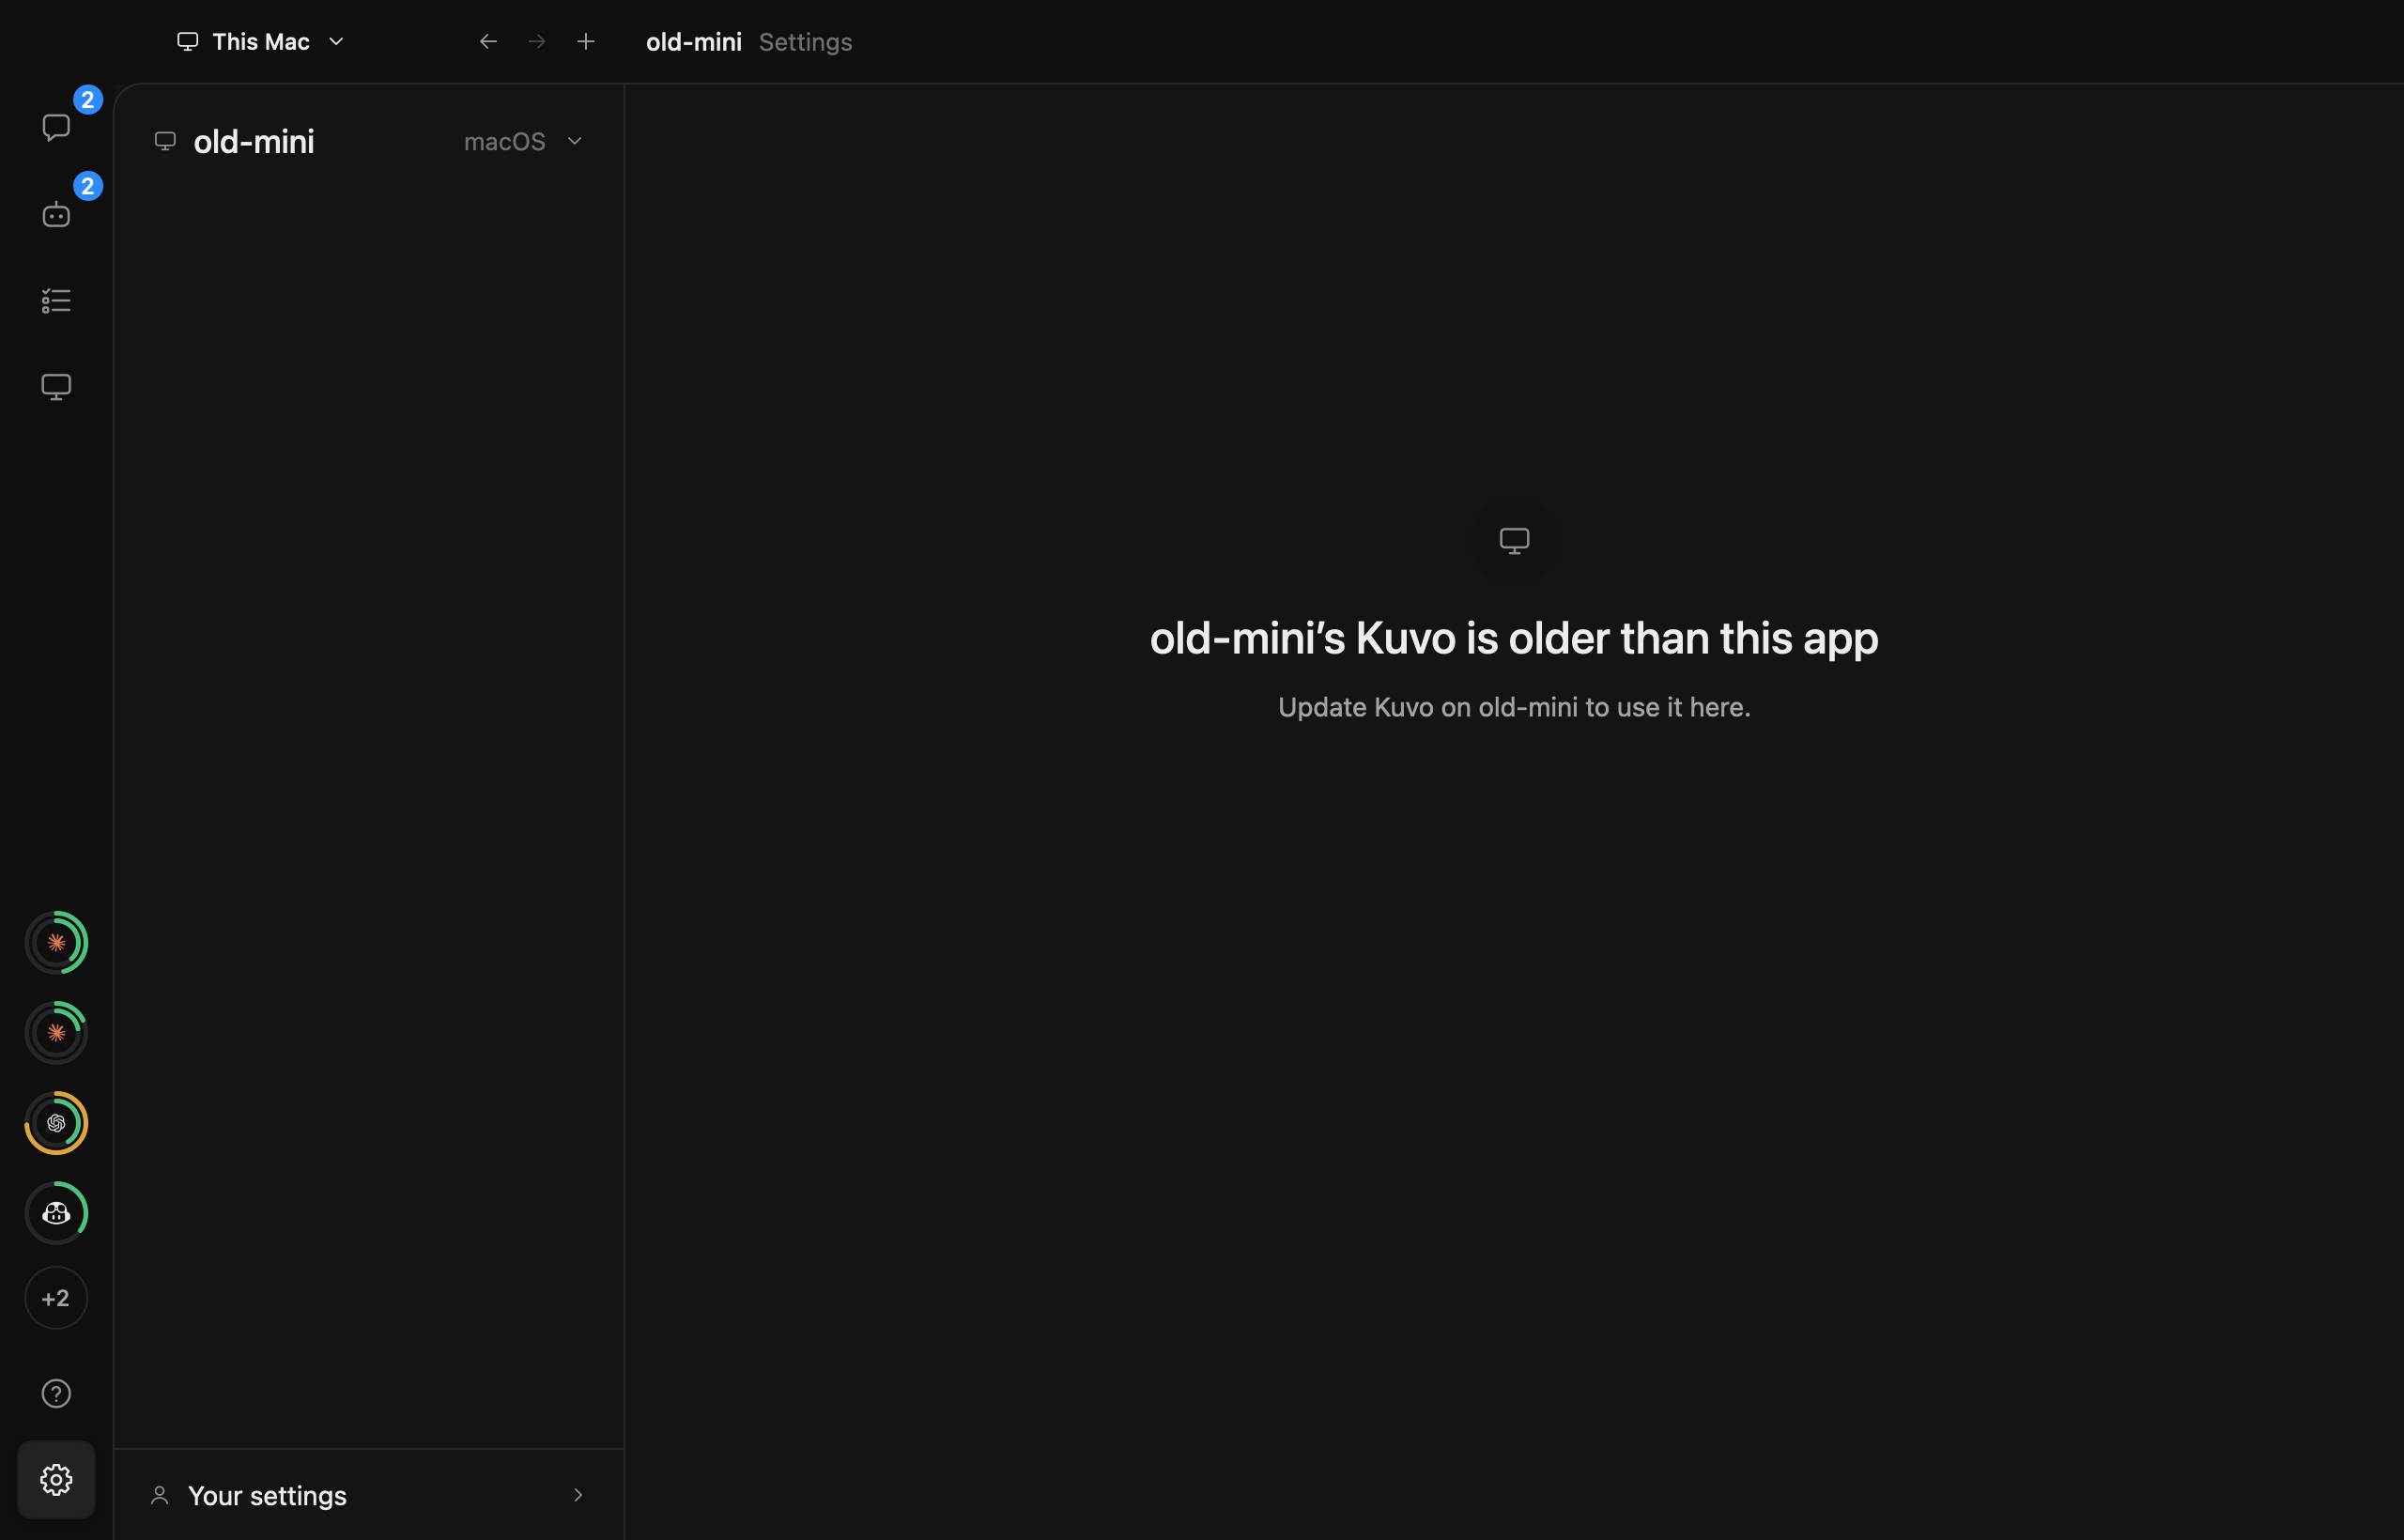 This Mac
old-mini Settings
2
2
old-mini macOS
old-mini’s Kuvo is older than this app
Update Kuvo on old-mini to use it here.
+2
Your settings